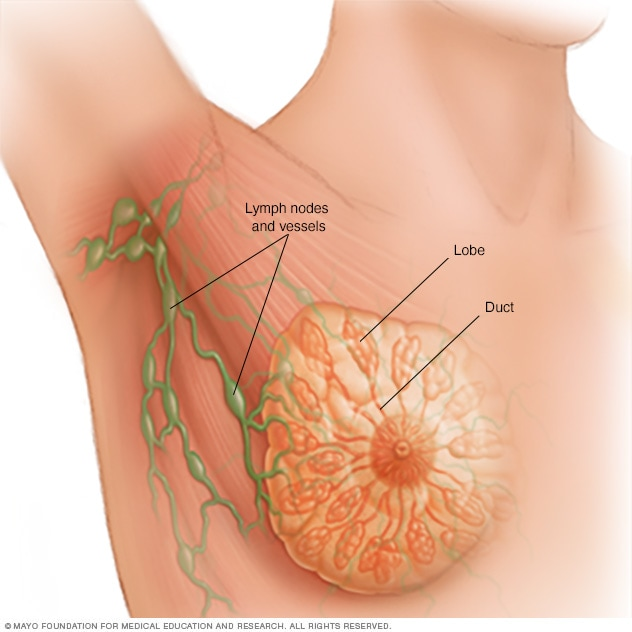 Lymph nodes
and vessels
Lobe
Duct
© MAYO FOUNDATION FOR MEDICAL EDUCATION AND RESEARCH. ALL RIGHTS RESERVED.